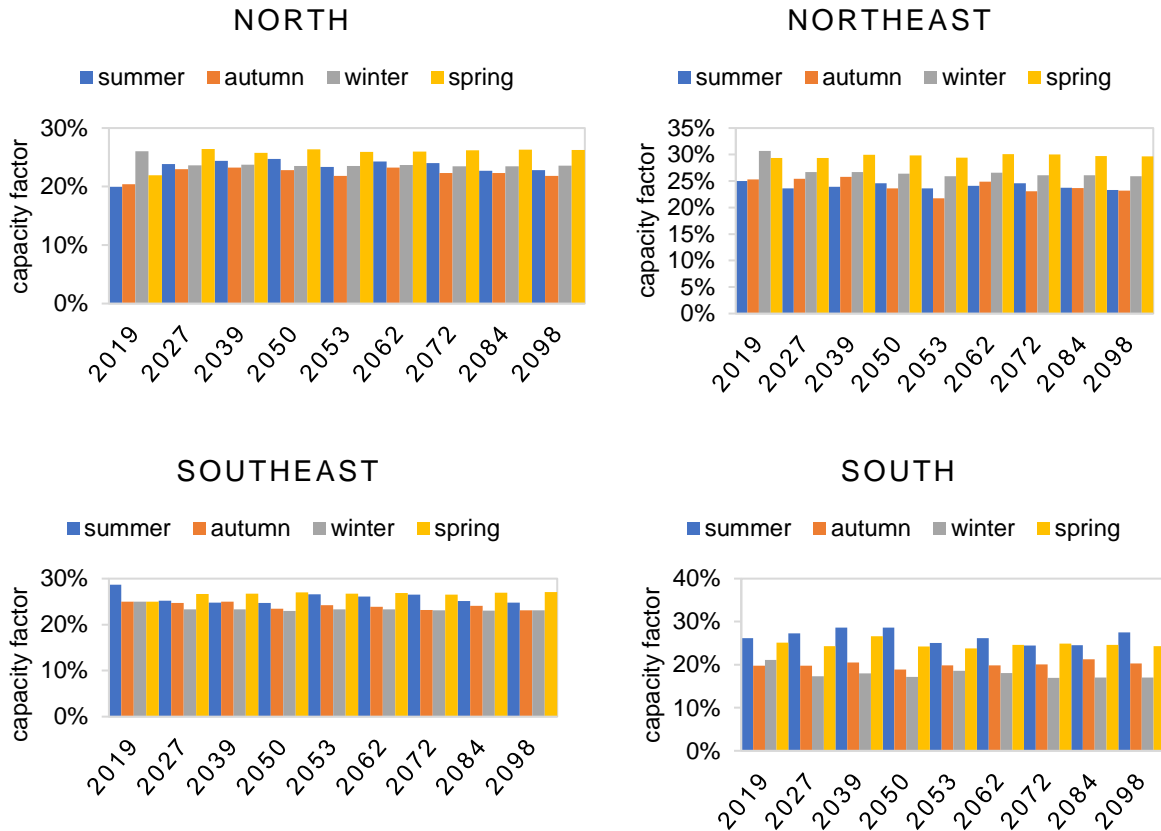 NORTH
summer autumn winter spring
capacity factor
30%
20%
10%
0%
2019 2027 2039 2050 2053 2062 2072 2084 2098
NORTHEAST
summer autumn winter spring
capacity factor
35%
30%
25%
20%
15%
10%
5%
0%
2019 2027 2039 2050 2053 2062 2072 2084 2098
SOUTHEAST
summer autumn winter spring
capacity factor
30%
20%
10%
0%
2019 2027 2039 2050 2053 2062 2072 2084 2098
SOUTH
summer autumn winter spring
capacity factor
40%
30%
20%
10%
0%
2019 2027 2039 2050 2053 2062 2072 2084 2098